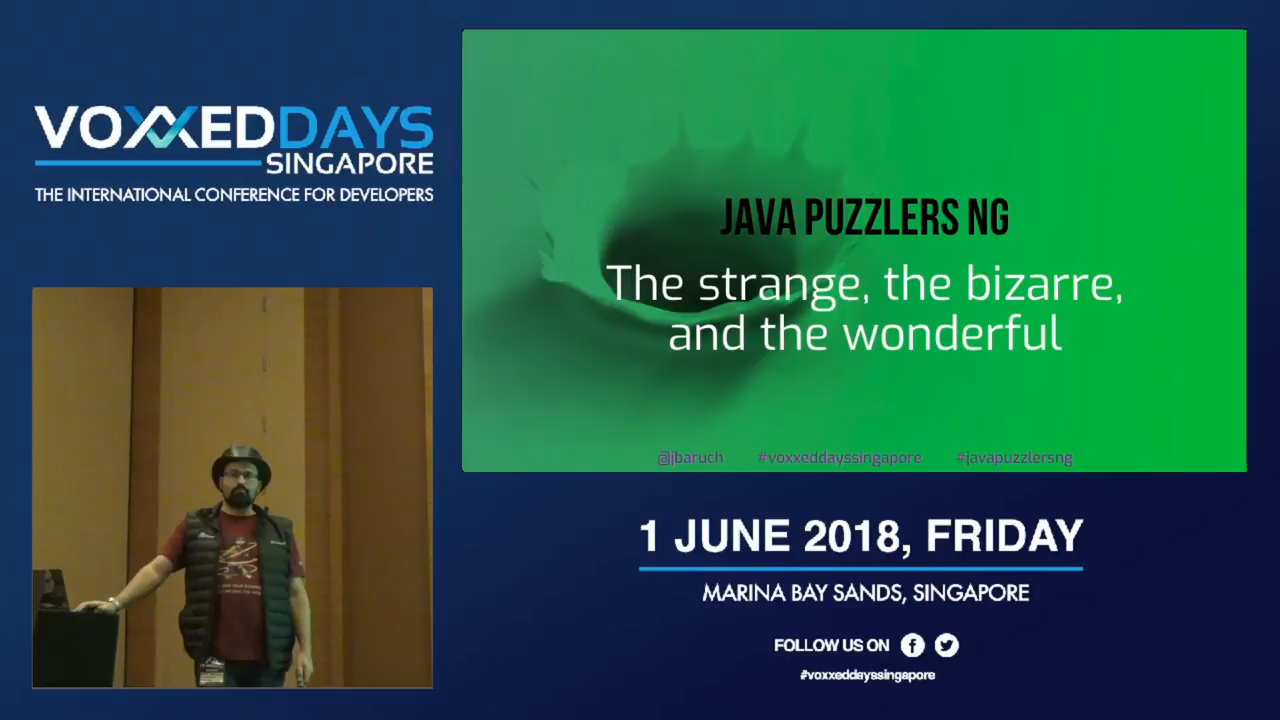 VOXXEDDAYS
SINGAPORE
THE INTERNATIONAL CONFERENCE FOR DEVELOPERS
JAVA PUZZLERS NG
The strange, the bizarre,
and the wonderful
@jbaruch #voxxeddayssingapore #javapuzzlersng
1 JUNE 2018, FRIDAY
MARINA BAY SANDS, SINGAPORE
FOLLOW US ON
#voxxeddayssingapore